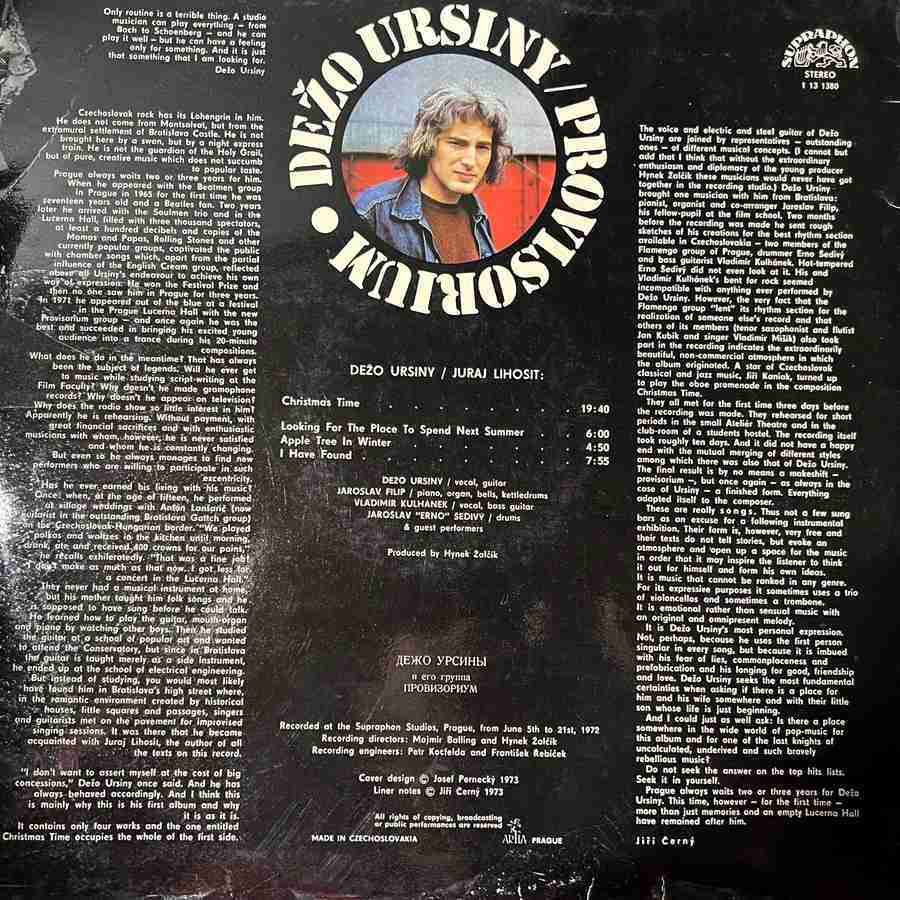 Only routine is a terrible thing. A studio
musician can play everything – from
Bach to Schoenberg – and he can
play it well – but he can have a feeling
only for something. And it is just
that something that I am looking for.
Dežo Ursiny
Czechoslovak rock has its Lohengrin in him.
He does not come from Montsalvat, but from the
extramural settlement of Bratislava Castle. He is not
brought here by a swan, but by a night express
train. He is not the guardian of the Holy Grail,
but of pure, creative music which does not succumb
to popular taste.
Prague always waits two or three years for him.
When he appeared with the Beatmen group
in Prague in 1965 for the first time he was
seventeen years old and a Beatles fan. Two years
later he arrived with the Soulmen trio and in the
Lucerna Hall, filled with three thousand spectators,
at least a hundred decibels and copies of the
Mamas and Papas, Rolling Stones and other
currently popular groups, captivated the public
with chamber songs which, apart from the partial
influence of the English Cream group, reflected
above all Ursiny's endeavour to achieve his own
way of expression. He won the Festival Prize and
then no one saw him in Prague for three years.
In 1971 he appeared out of the blue at a festival
in the Prague Lucerna Hall with the new
Provisorium group – and once again he was the
best and succeeded in bringing his excited young
audience into a trance during his 20-minute
compositions.
What does he do in the meantime? That has always
been the subject of legends. Will he ever get
to music while studying script-writing at the
Film Faculty? Why doesn't he made gramophone
records? Why doesn't he appear on television?
Why does the radio show so little interest in him?
Apparently he is rehearsing. Without payment, with
great financial sacrifices and with enthusiastic
musicians with wham, however, he is never satisfied
and whom he is constantly changing.
But even so he always manages to find new
performers who are willing to participate in such
excentricity.
Has he ever earned his living with his music?
Once, when, at the age of fifteen, he performed
at village weddings with Antón Lančarič (now
guitarist in the outstanding Bratislava Gattch group)
on the Czechoslovak-Hungarian border. "We played
polkas and waltzes in the kitchen until morning,
drank, ate and received 400 crowns for our pains,"
he recalls exhileratedly. "That was a fine job!
I don't make as much as that now. I got less for
a concert in the Lucerna Hall."
They never had a musical instrument at home,
but his mother taught him folk songs and he
is supposed to have sung before he could talk.
He learned how to play the guitar, mouth-organ
and piano by watching other boys. Then he studied
the guitar at a school of popular art and wanted
to attend the Conservatory, but since in Bratislava
the guitar is taught merely as a side instrument,
he ended up at the school of electrical engineering.
But instead of studying, you would most likely
have found him in Bratislava's high street where,
in the romantic environment created by historical
houses, little squares and passages, singers
and guitarists met on the pavement for improvised
singing sessions. It was there that he became
acquainted with Juraj Lihosit, the author of all
the texts on this record.
"I don't want to assert myself at the cost of big
concessions," Dežo Ursiny once said. And he has
always behaved accordingly. And I think this
is mainly why this is his first album and why
it is as it is.
It contains only four works and the one entitled
Christmas Time occupies the whole of the first side.
DEŽO URSINY / PROVISORIUM
DEŽO URSINY / JURAJ LIHOSIT:
Christmas Time . . . . . . . . . . 19:40
Looking For The Place To Spend Next Summer . . 6:00
Apple Tree In Winter . . . . . . . . . 4:50
I Have Found . . . . . . . . . . 7:55
DEŽO URSINY / vocal, guitar
JAROSLAV FILIP / piano, organ, bells, kettledrums
VLADIMIR KULHANEK / vocal, bass guitar
JAROSLAV "ERNO" SEDIVY / drums
& guest performers
Produced by Hynek Žalčík
ДЕЖО УРСИНЫ
и его группа
ПРОВИЗОРИУМ
Recorded at the Supraphon Studios, Prague, from June 5th to 21st, 1972
Recording directors: Mojmír Balling and Hynek Žalčík
Recording engineers: Petr Kocfelda and František Řebíček
Cover design © Josef Pernecký 1973
Liner notes © Jiří Černý 1973
All rights of copying, broadcasting
or public performances are reserved
MADE IN CZECHOSLOVAKIA
ARTIA PRAGUE
SUPRAPHON
STEREO
1 13 1380
The voice and electric and steel guitar of Dežo
Ursiny are joined by representatives – outstanding
ones – of different musical concepts. (I cannot but
add that I think that without the extraordinary
enthusiasm and diplomacy of the young producer
Hynek Žalčík these musicians would never have got
together in the recording studio.) Dežo Ursiny
brought one musician with him from Bratislava:
pianist, organist and co-arranger Jaroslav Filip,
his fellow-pupil at the film school. Two months
before the recording was made he sent rough
sketches of his creations for the best rhythm section
available in Czechoslovakia – two members of the
Flamengo group of Prague, drummer Erno Šedivý
and bass guitarist Vladimír Kulhánek. Hot-tempered
Erno Šedivý did not even look at it. His and
Vladimír Kulhánek's bent for rock seemed
incompatible with anything ever performed by
Dežo Ursiny. However, the very fact that the
Flamengo group "lent" its rhythm section for the
realization of someone else's record and that
others of its members (tenor saxophonist and flutist
Jan Kubík and singer Vladimír Mišík) also took
part in the recording indicates the extraordinarily
beautiful, non-commercial atmosphere in which
the album originated. A star of Czechoslovak
classical and jazz music, Jiří Kaniak, turned up
to play the oboe promenade in the composition
Christmas Time.
They all met for the first time three days before
the recording was made. They rehearsed for short
periods in the small Ateliér Theatre and in the
club-room of a students hostel. The recording itself
took roughly ten days. And it did not have a happy
end with the mutual merging of different styles
among which there was also that of Dežo Ursiny.
The final result is by no means a makeshift –
provisorium –, but once again – as always in the
case of Ursiny – a finished form. Everything
adapted itself to the composer.
These are really songs. Thus not a few sung
bars as an excuse for a following instrumental
exhibition. Their form is, however, very free and
their texts do not tell stories, but evoke an
atmosphere and open up a space for the music
in order that it may inspire the listener to think
it out for himself and form his own ideas.
It is music that cannot be ranked in any genre.
For its expressive purposes it sometimes uses a trio
of violoncellos and sometimes a trombone.
It is emotional rather than sensual music with
an original and omnipresent melody.
It is Dežo Ursiny's most personal expression.
Not, perhaps, because he uses the first person
singular in every song, but because it is imbued
with his fear of lies, commonplaceness and
prefabrication and his longing for good, friendship
and love. Dežo Ursiny seeks the most fundamental
certainties when asking if there is a place for
him and his wife somewhere and with their little
son whose life is just beginning.
And I could just as well ask: Is there a place
somewhere in the wide world of pop-music for
this album and for one of the last knights of
uncalculated, underived and such bravely
rebellious music?
Do not seek the answer on the top hits lists.
Seek it in yourself.
Prague always waits two or three years for Dežo
Ursiny. This time, however – for the first time –
more than just memories and an empty Lucerna Hall
have remained after him.
Jiří Černý